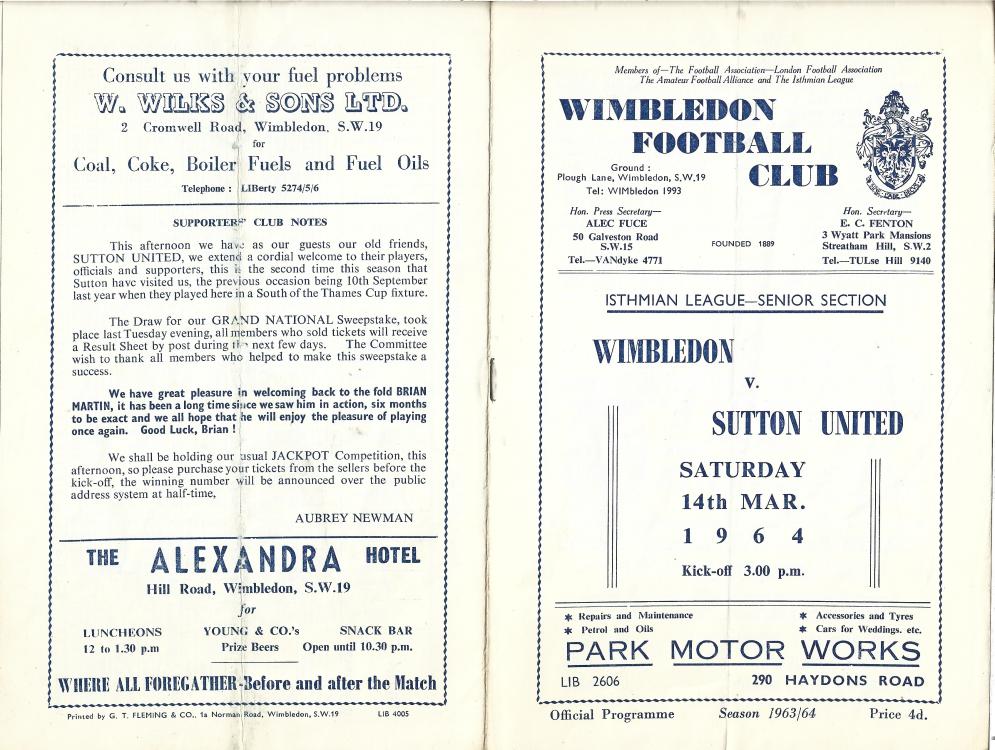 Consult us with your fuel problems
W. WILKS & SONS LTD.
2 Cromwell Road, Wimbledon. S.W.19
for
Coal, Coke, Boiler Fuels and Fuel Oils
Telephone : LIBerty 5274/5/6
SUPPORTERS' CLUB NOTES
This afternoon we have as our guests our old friends,
SUTTON UNITED, we extend a cordial welcome to their players,
officials and supporters, this is the second time this season that
Sutton have visited us, the previous occasion being 10th September
last year when they played here in a South of the Thames Cup fixture.
The Draw for our GRAND NATIONAL Sweepstake, took
place last Tuesday evening, all members who sold tickets will receive
a Result Sheet by post during the next few days. The Committee
wish to thank all members who helped to make this sweepstake a
success.
We have great pleasure in welcoming back to the fold BRIAN
MARTIN, it has been a long time since we saw him in action, six months
to be exact and we all hope that he will enjoy the pleasure of playing
once again. Good Luck, Brian !
We shall be holding our usual JACKPOT Competition, this
afternoon, so please purchase your tickets from the sellers before the
kick-off, the winning number will be announced over the public
address system at half-time,
AUBREY NEWMAN
THE ALEXANDRA HOTEL
Hill Road, Wimbledon, S.W.19
for
LUNCHEONS YOUNG & CO.'s SNACK BAR
12 to 1.30 p.m Prize Beers Open until 10.30 p.m.
WHERE ALL FOREGATHER-Before and after the Match
Printed by G. T. FLEMING & CO., 1a Norman Road, Wimbledon, S.W.19 LIB 4005
Members of—The Football Association—London Football Association
The Amateur Football Alliance and The Isthmian League
WIMBLEDON
FOOTBALL
CLUB
Ground :
Plough Lane, Wimbledon, S.W.19
Tel: WIMbledon 1993
Hon. Press Secretary—
ALEC FUCE
50 Galveston Road
S.W.15
Tel.—VANdyke 4771
FOUNDED 1889
Hon. Secretary—
E. C. FENTON
3 Wyatt Park Mansions
Streatham Hill, S.W.2
Tel.—TULse Hill 9140
ISTHMIAN LEAGUE—SENIOR SECTION
WIMBLEDON
v.
SUTTON UNITED
SATURDAY
14th MAR.
1 9 6 4
Kick-off 3.00 p.m.
* Repairs and Maintenance * Accessories and Tyres
* Petrol and Oils * Cars for Weddings. etc.
PARK MOTOR WORKS
LIB 2606 290 HAYDONS ROAD
Official Programme Season 1963/64 Price 4d.